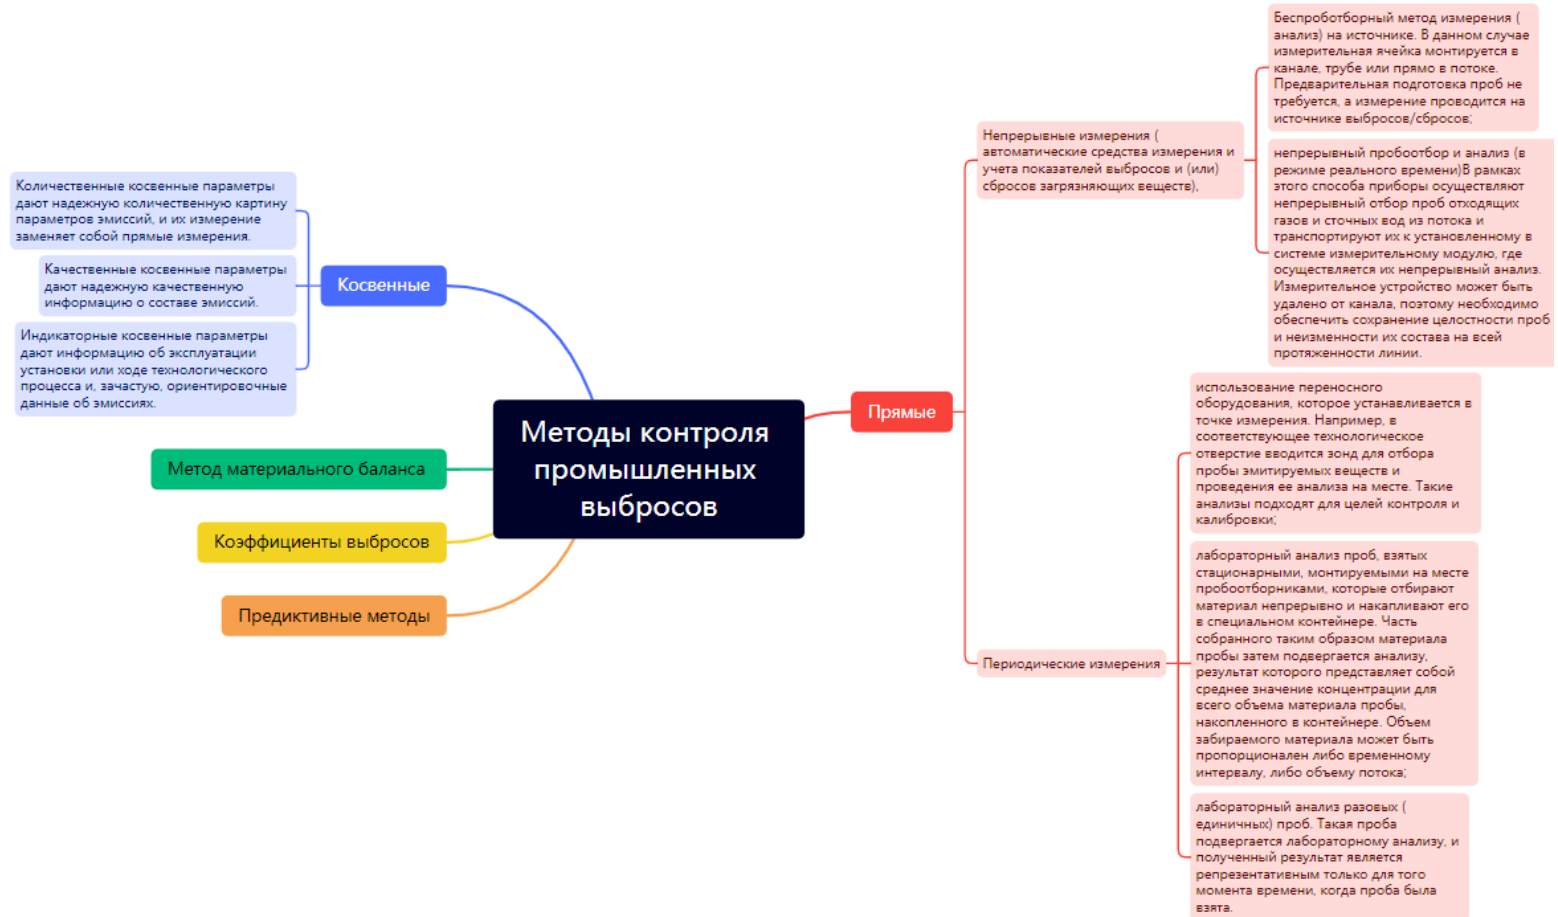 Методы контроля
промышленных
выбросов
Прямые
Непрерывные измерения (
автоматические средства измерения и
учета показателей выбросов и (или)
сбросов загрязняющих веществ),
Беспроботборный метод измерения (
анализ) на источнике. В данном случае
измерительная ячейка монтируется в
канале, трубе или прямо в потоке.
Предварительная подготовка проб не
требуется, а измерение проводится на
источнике выбросов/сбросов;
непрерывный пробоотбор и анализ (в
режиме реального времени)В рамках
этого способа приборы осуществляют
непрерывный отбор проб отходящих
газов и сточных вод из потока и
транспортируют их к установленному в
системе измерительному модулю, где
осуществляется их непрерывный анализ.
Измерительное устройство может быть
удалено от канала, поэтому необходимо
обеспечить сохранение целостности проб
и неизменности их состава на всей
протяженности линии.
Периодические измерения
использование переносного
оборудования, которое устанавливается в
точке измерения. Например, в
соответствующее технологическое
отверстие вводится зонд для отбора
пробы эмитируемых веществ и
проведения ее анализа на месте. Такие
анализы подходят для целей контроля и
калибровки;
лабораторный анализ проб, взятых
стационарными, монтируемыми на месте
пробоотборниками, которые отбирают
материал непрерывно и накапливают его
в специальном контейнере. Часть
собранного таким образом материала
пробы затем подвергается анализу,
результат которого представляет собой
среднее значение концентрации для
всего объема материала пробы,
накопленного в контейнере. Объем
забираемого материала может быть
пропорционален либо временному
интервалу, либо объему потока;
лабораторный анализ разовых (
единичных) проб. Такая проба
подвергается лабораторному анализу, и
полученный результат является
репрезентативным только для того
момента времени, когда проба была
взята.
Косвенные
Количественные косвенные параметры
дают надежную количественную картину
параметров эмиссий, и их измерение
заменяет собой прямые измерения.
Качественные косвенные параметры
дают надежную качественную
информацию о составе эмиссий.
Индикаторные косвенные параметры
дают информацию об эксплуатации
установки или ходе технологического
процесса и, зачастую, ориентировочные
данные об эмиссиях.
Метод материального баланса
Коэффициенты выбросов
Предиктивные методы